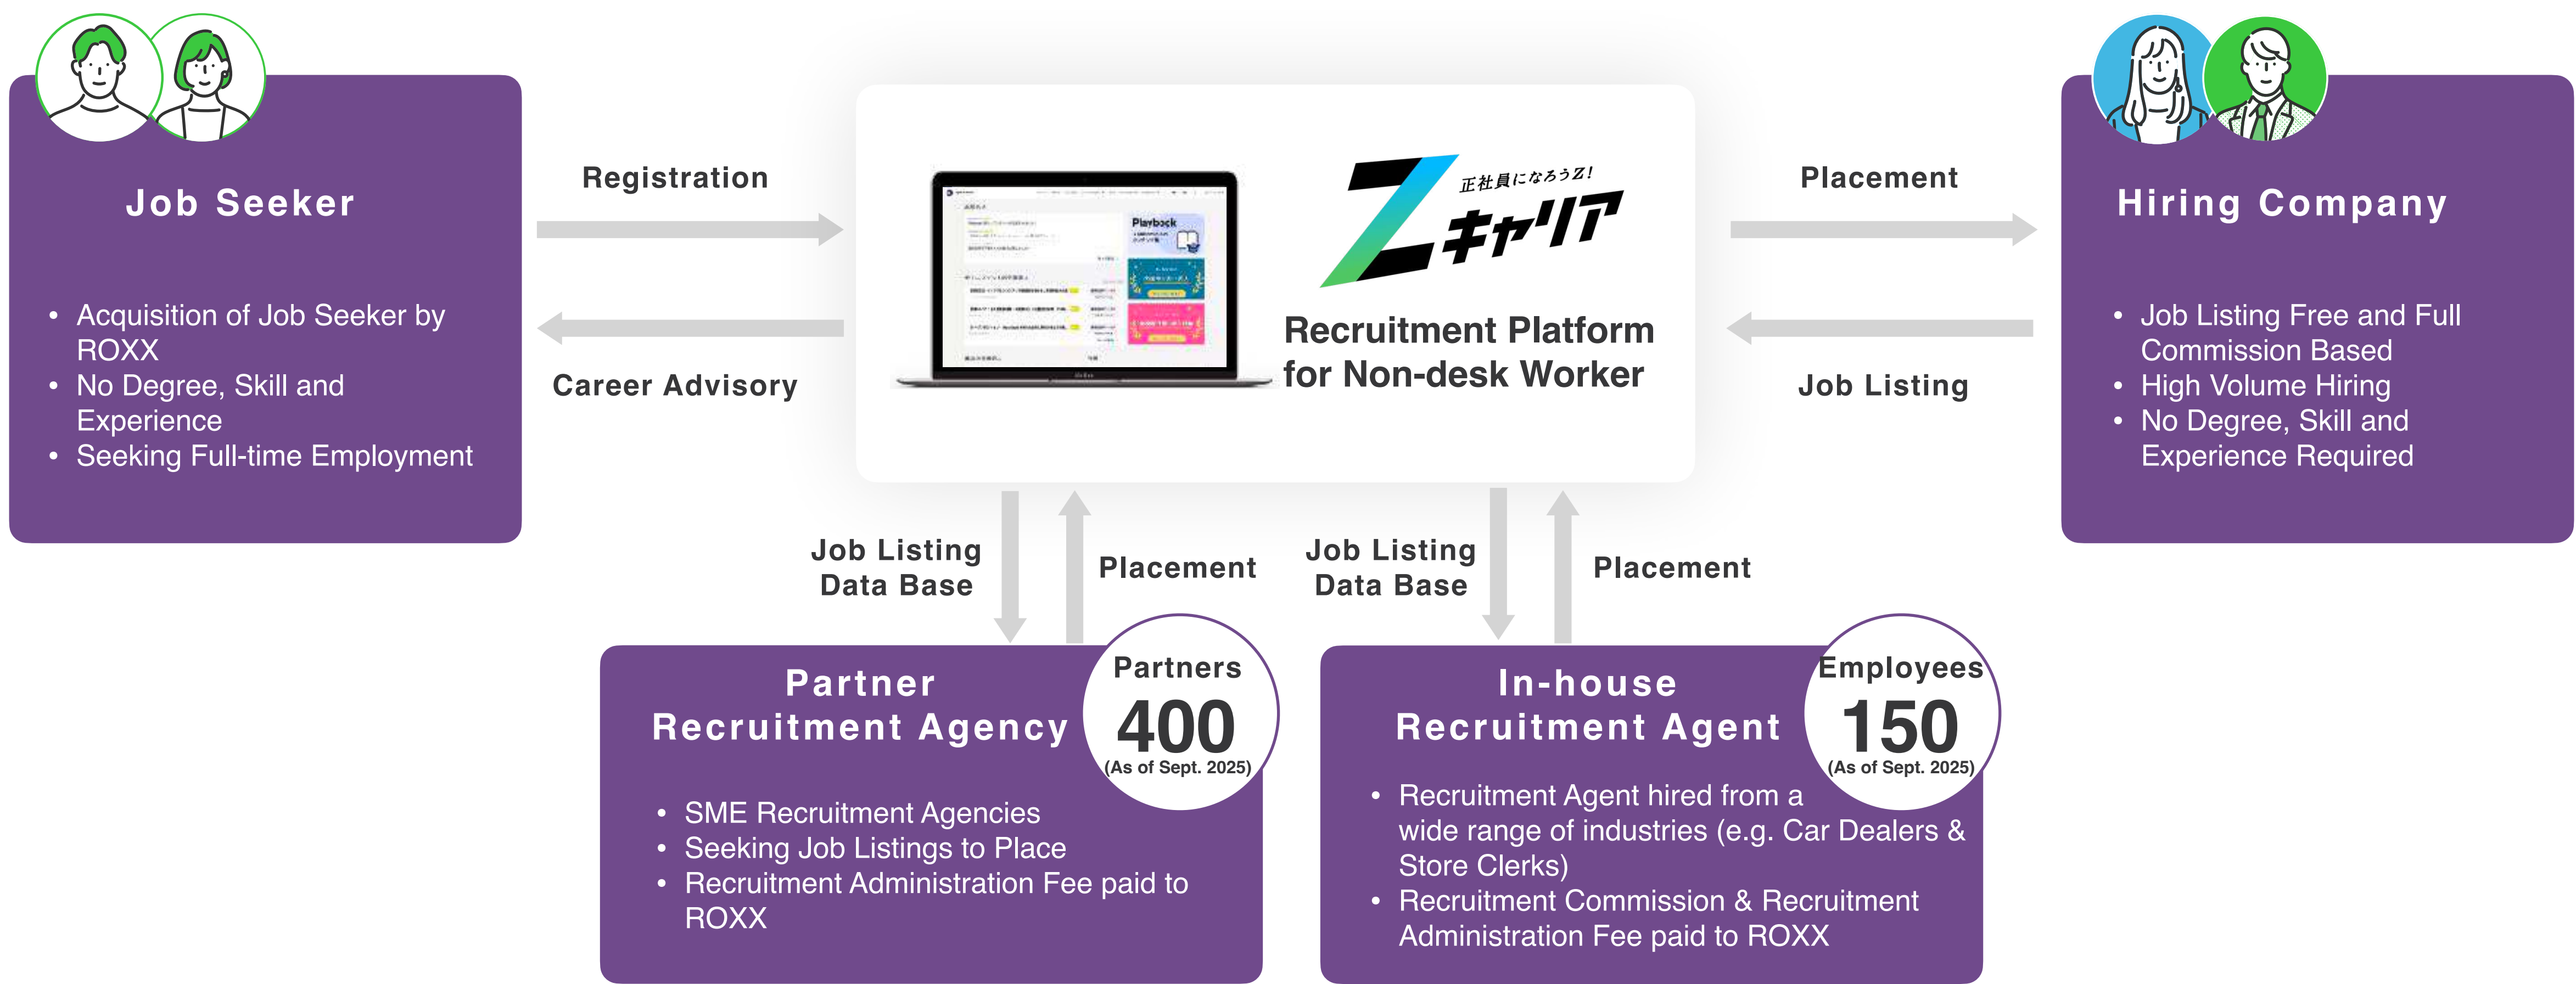 Job Seeker
• Acquisition of Job Seeker by
ROXX
• No Degree, Skill and
Experience
• Seeking Full-time Employment
Registration
Career Advisory
Playbook
正社員になろうZ!
Zキャリア
Recruitment Platform
for Non-desk Worker
Placement
Job Listing
Hiring Company
• Job Listing Free and Full
Commission Based
• High Volume Hiring
• No Degree, Skill and
Experience Required
Job Listing
Data Base
Placement
Job Listing
Data Base
Placement
Partner
Recruitment Agency
Partners
400
(As of Sept. 2025)
• SME Recruitment Agencies
• Seeking Job Listings to Place
• Recruitment Administration Fee paid to
ROXX
In-house
Recruitment Agent
Employees
150
(As of Sept. 2025)
• Recruitment Agent hired from a
wide range of industries (e.g. Car Dealers &
Store Clerks)
• Recruitment Commission & Recruitment
Administration Fee paid to ROXX